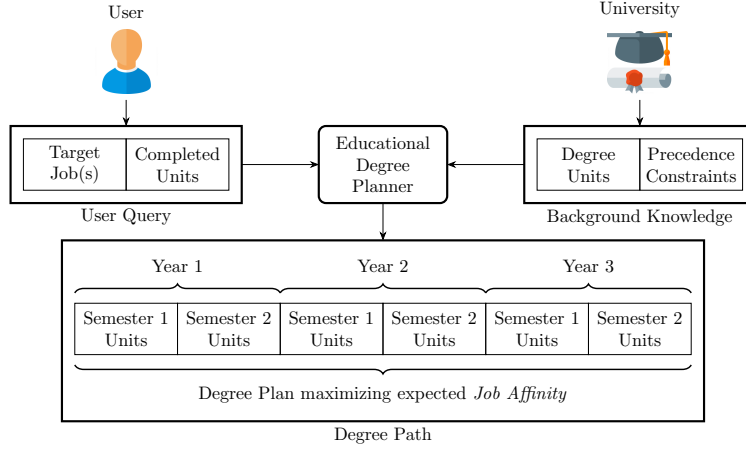 User
University
Target
Job(s)
Completed
Units
User Query
Educational
Degree
Planner
Degree
Units
Precedence
Constraints
Background Knowledge
Year 1
Year 2
Year 3
Semester 1
Units
Semester 2
Units
Semester 1
Units
Semester 2
Units
Semester 1
Units
Semester 2
Units
Degree Plan maximizing expected Job Affinity
Degree Path